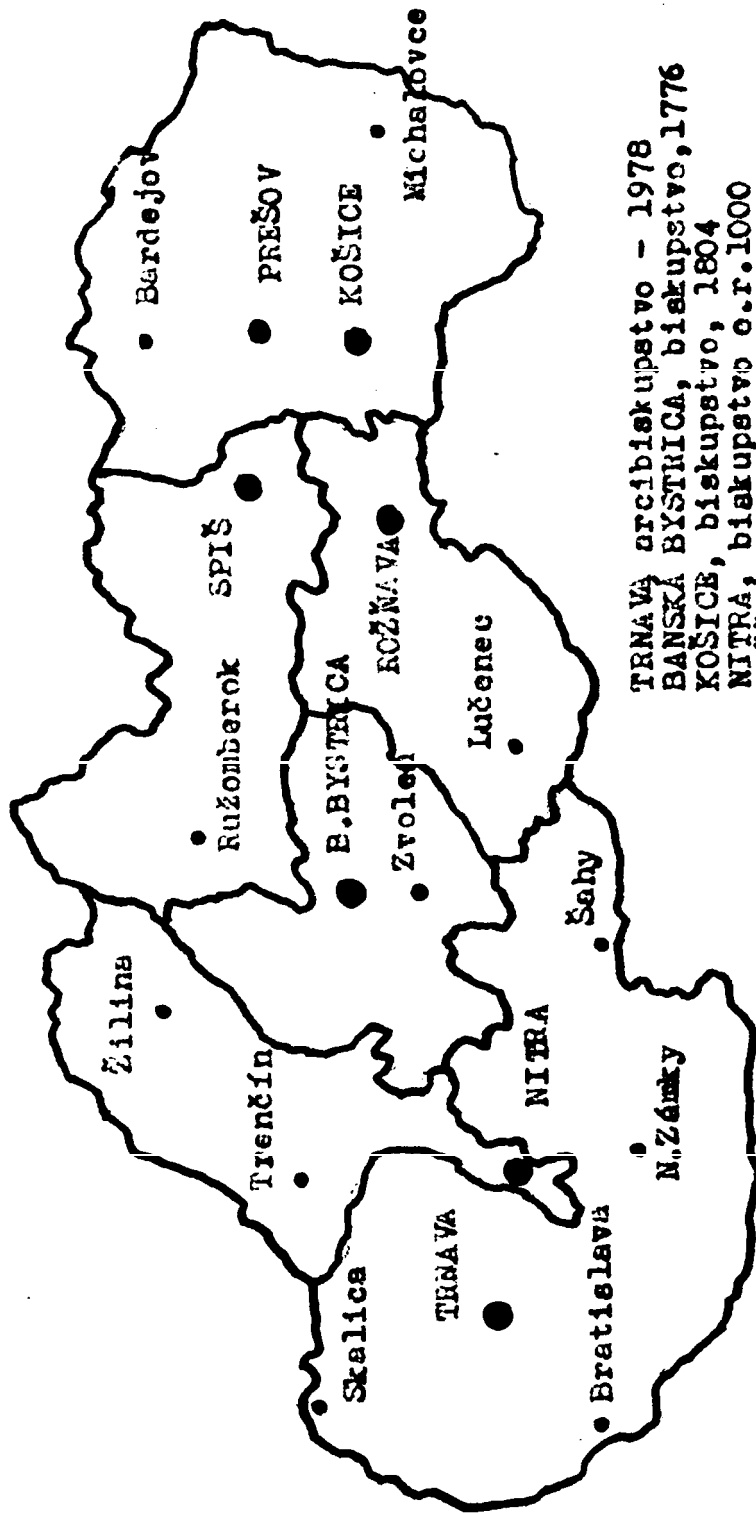 Bardejov
PREŠOV
KOŠICE
Michalovce
SPIŠ
Ružomberok
ROŽŇAVA
B.BYSTRICA
Zvolen
Lučenec
Žilina
Trenčín
NITRA
Šahy
N.Zámky
Skalica
TRNAVA
Bratislava
TRNAVA arcibiskupstvo - 1978
BANSKÁ BYSTRICA, biskupstvo,1776
KOŠICE, biskupstvo, 1804
NITRA, biskupstvo o.r.1000